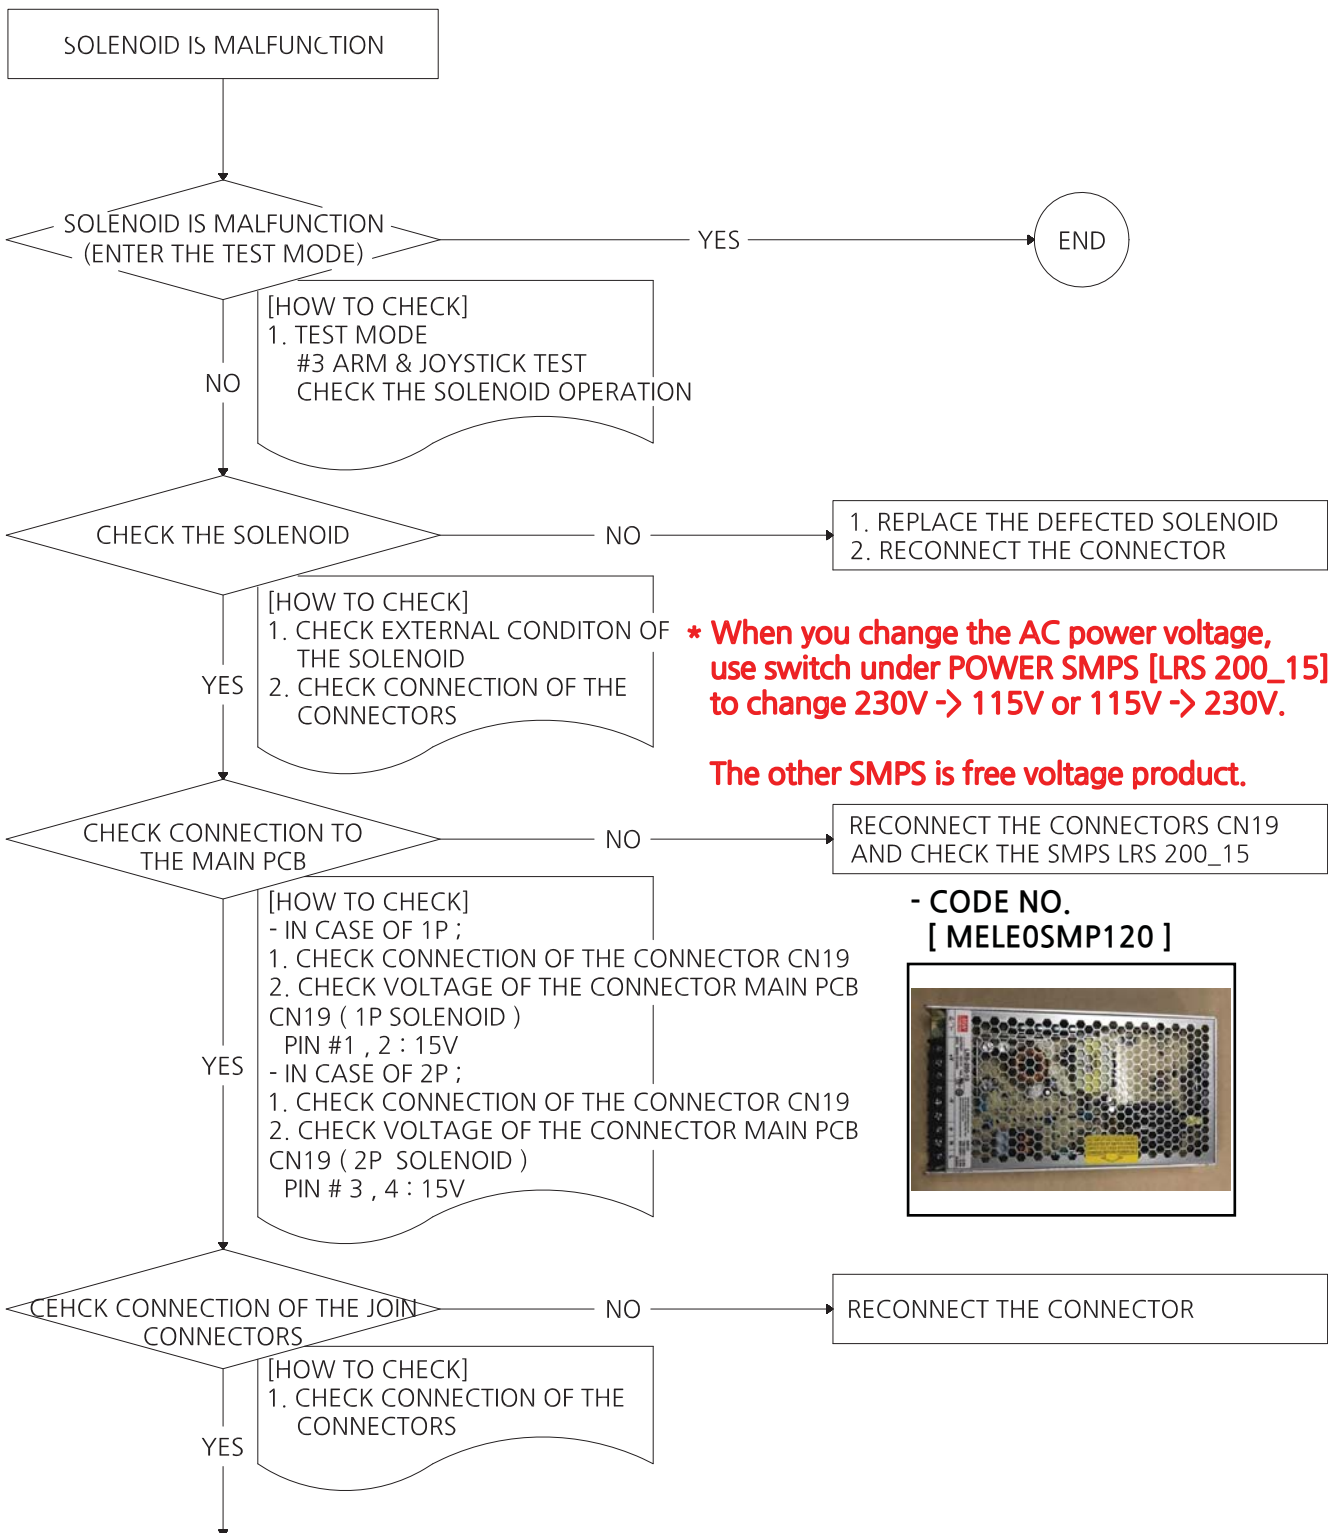 SOLENOID IS MALFUNCTION
SOLENOID IS MALFUNCTION
(ENTER THE TEST MODE)
YES
END
[HOW TO CHECK]
1. TEST MODE
#3 ARM & JOYSTICK TEST
CHECK THE SOLENOID OPERATION
NO
CHECK THE SOLENOID
NO
1. REPLACE THE DEFECTED SOLENOID
2. RECONNECT THE CONNECTOR
[HOW TO CHECK]
1. CHECK EXTERNAL CONDITON OF
THE SOLENOID
2. CHECK CONNECTION OF THE
CONNECTORS
YES
* When you change the AC power voltage,
use switch under POWER SMPS [LRS 200_15]
to change 230V -> 115V or 115V -> 230V.
The other SMPS is free voltage product.
CHECK CONNECTION TO
THE MAIN PCB
NO
RECONNECT THE CONNECTORS CN19
AND CHECK THE SMPS LRS 200_15
- CODE NO.
[ MELE0SMP120 ]
[HOW TO CHECK]
- IN CASE OF 1P ;
1. CHECK CONNECTION OF THE CONNECTOR CN19
2. CHECK VOLTAGE OF THE CONNECTOR MAIN PCB
CN19 ( 1P SOLENOID )
PIN #1 , 2 : 15V
- IN CASE OF 2P ;
1. CHECK CONNECTION OF THE CONNECTOR CN19
2. CHECK VOLTAGE OF THE CONNECTOR MAIN PCB
CN19 ( 2P SOLENOID )
PIN # 3 , 4 : 15V
YES
CEHCK CONNECTION OF THE JOIN
CONNECTORS
NO
RECONNECT THE CONNECTOR
[HOW TO CHECK]
1. CHECK CONNECTION OF THE
CONNECTORS
YES